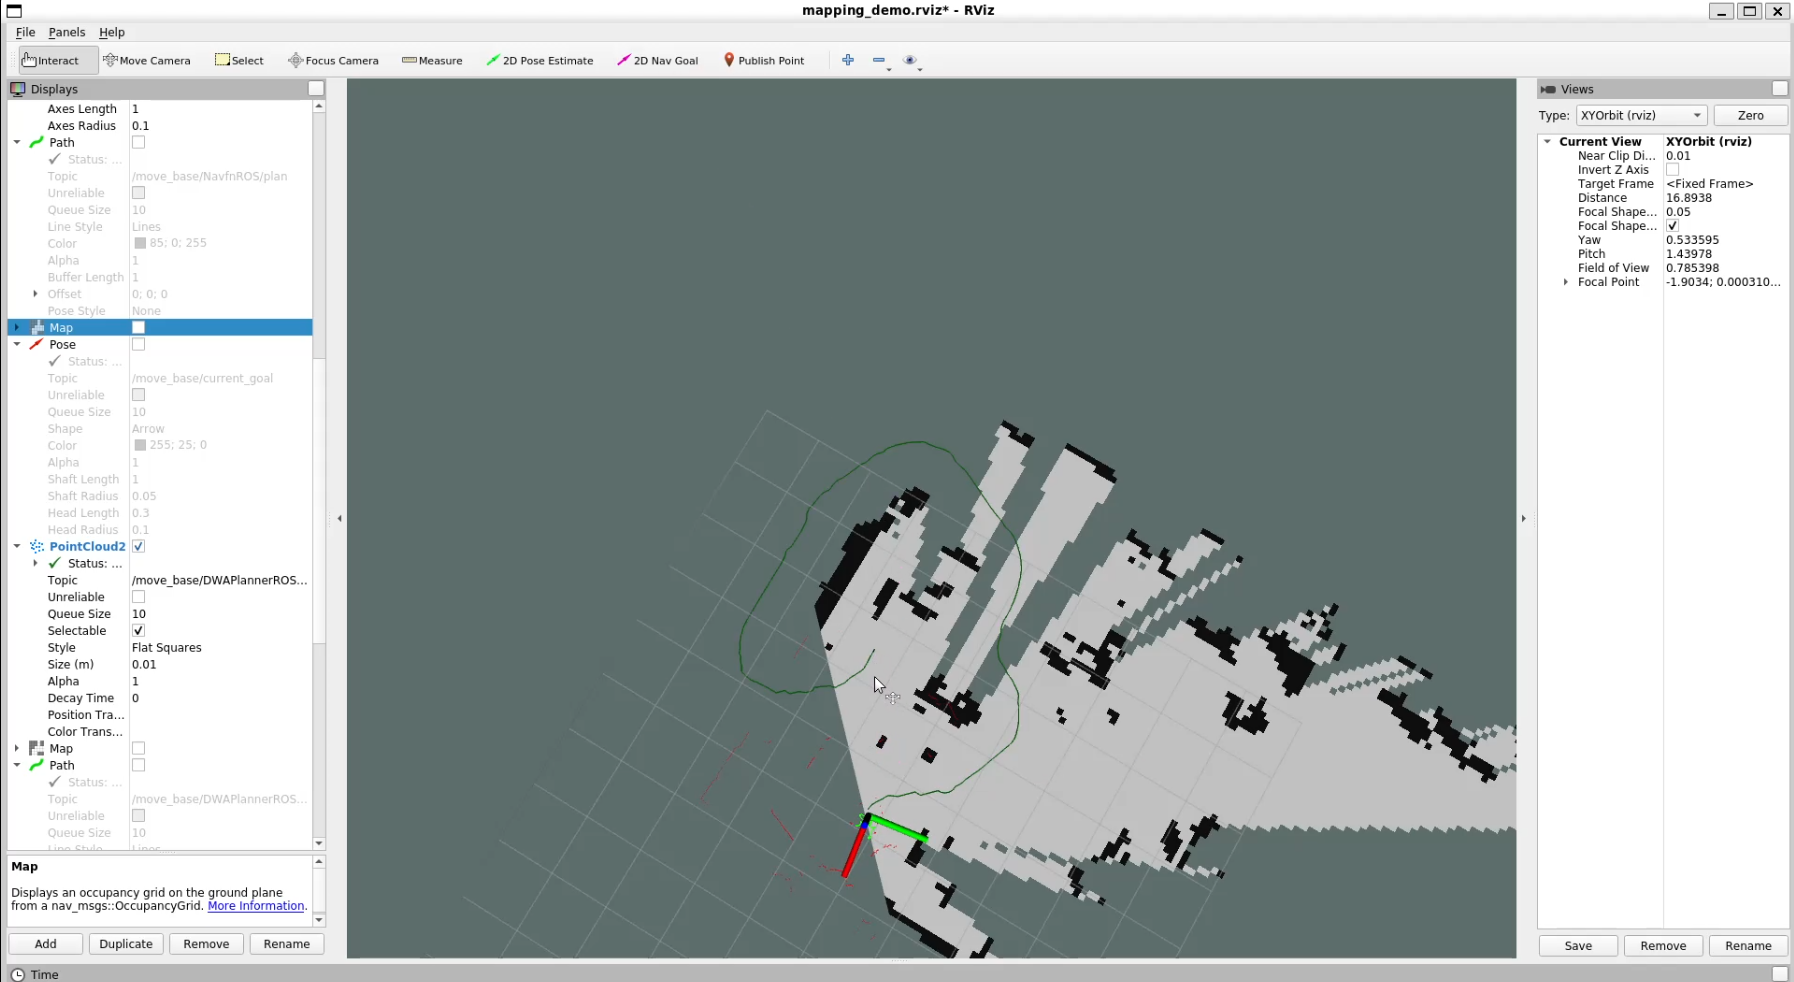 mapping_demo.rviz* - RViz
File Panels Help
Interact Move Camera Select Focus Camera Measure 2D Pose Estimate 2D Nav Goal Publish Point
Displays
Axes Length 1
Axes Radius 0.1
Path
Status: ...
Topic /move_base/NavfnROS/plan
Unreliable
Queue Size 10
Line Style Lines
Color 85; 0; 255
Alpha 1
Buffer Length 1
Offset 0; 0; 0
Pose Style None
Map
Pose
Status: ...
Topic /move_base/current_goal
Unreliable
Queue Size 10
Shape Arrow
Color 255; 25; 0
Alpha 1
Shaft Length 1
Shaft Radius 0.05
Head Length 0.3
Head Radius 0.1
PointCloud2
Status: ...
Topic /move_base/DWAPlannerROS...
Unreliable
Queue Size 10
Selectable
Style Flat Squares
Size (m) 0.01
Alpha 1
Decay Time 0
Position Tra...
Color Trans...
Map
Path
Status: ...
Topic /move_base/DWAPlannerROS...
Unreliable
Queue Size 10
Line Style Lines
Map
Displays an occupancy grid on the ground plane
from a nav_msgs::OccupancyGrid. More Information.
Add Duplicate Remove Rename
Time
Views
Type: XYOrbit (rviz) Zero
Current View XYOrbit (rviz)
Near Clip Di... 0.01
Invert Z Axis
Target Frame <Fixed Frame>
Distance 16.8938
Focal Shape... 0.05
Focal Shape...
Yaw 0.533595
Pitch 1.43978
Field of View 0.785398
Focal Point -1.9034; 0.000310...
Save Remove Rename